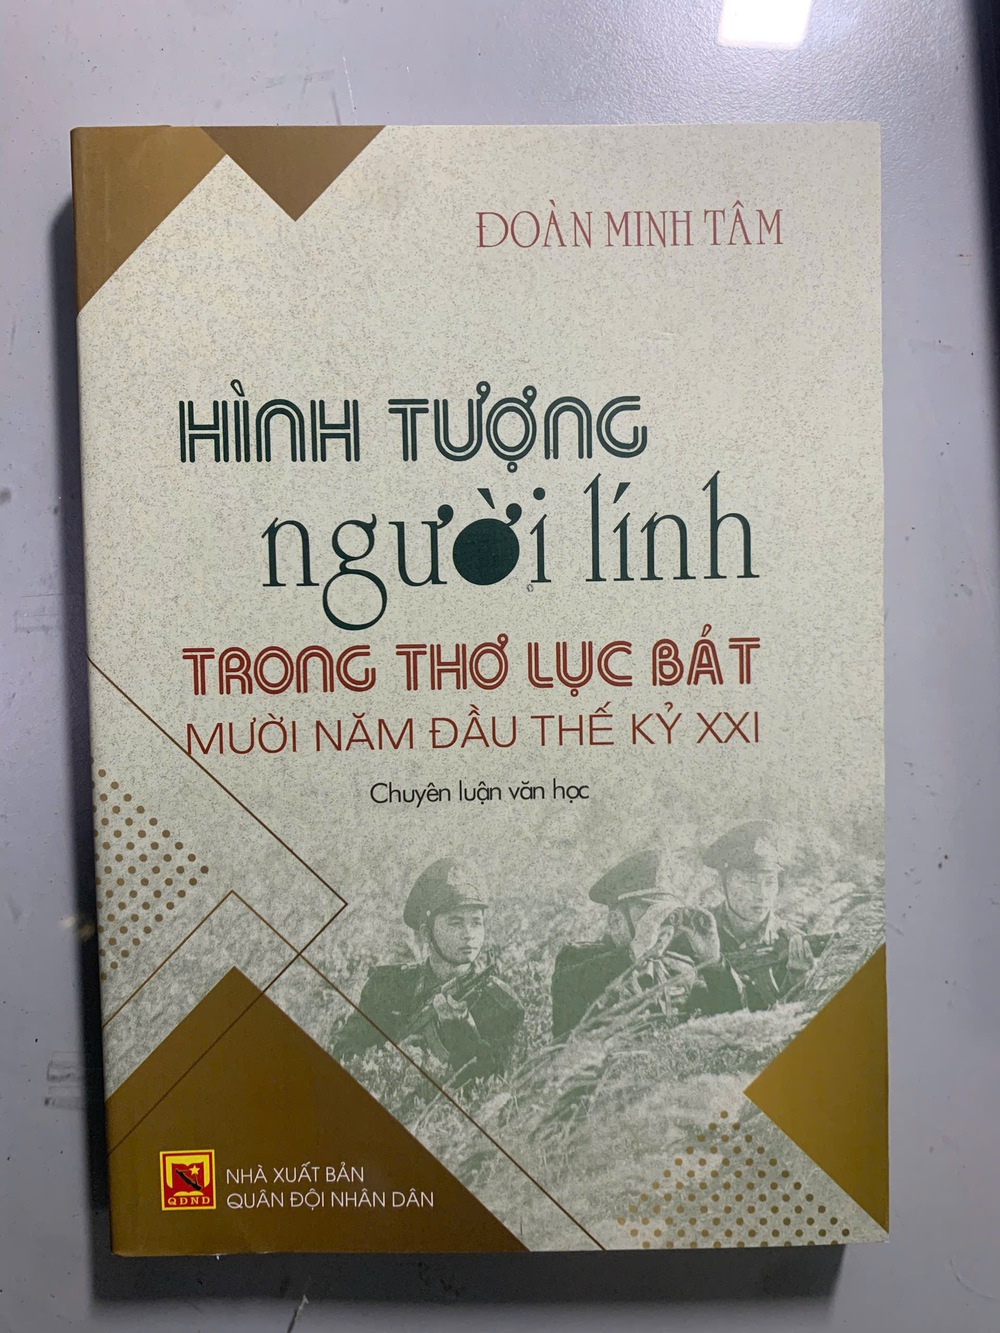 ĐOÀN MINH TÂM
HÌNH TƯỢNG
người lính
TRONG THƠ LỤC BÁT
MƯỜI NĂM ĐẦU THẾ KỶ XXI
Chuyên luận văn học
QDND
NHÀ XUẤT BẢN
QUÂN ĐỘI NHÂN DÂN